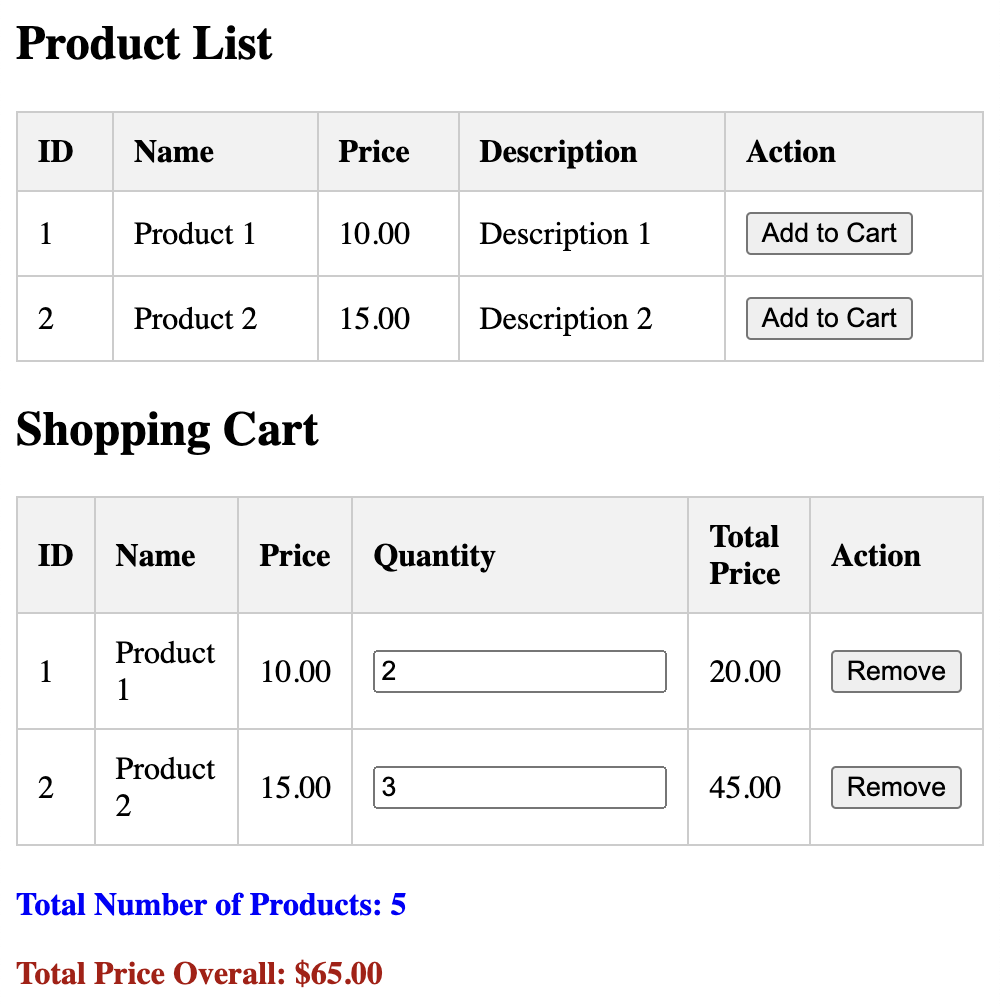 Product List
ID Name Price Description Action
1 Product 1 10.00 Description 1 Add to Cart
2 Product 2 15.00 Description 2 Add to Cart
Shopping Cart
ID Name Price Quantity Total Price Action
1 Product 1 10.00 2 20.00 Remove
2 Product 2 15.00 3 45.00 Remove
Total Number of Products: 5
Total Price Overall: $65.00